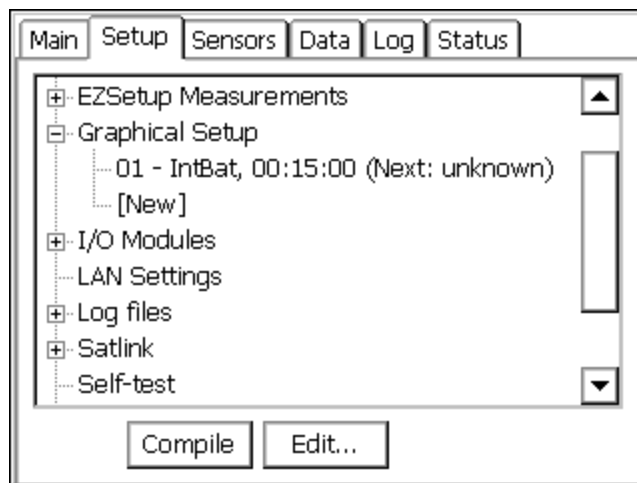 Main Setup Sensors Data Log Status
EZSetup Measurements
Graphical Setup
01 - IntBat, 00:15:00 (Next: unknown)
[New]
I/O Modules
LAN Settings
Log files
Satlink
Self-test
Compile Edit...